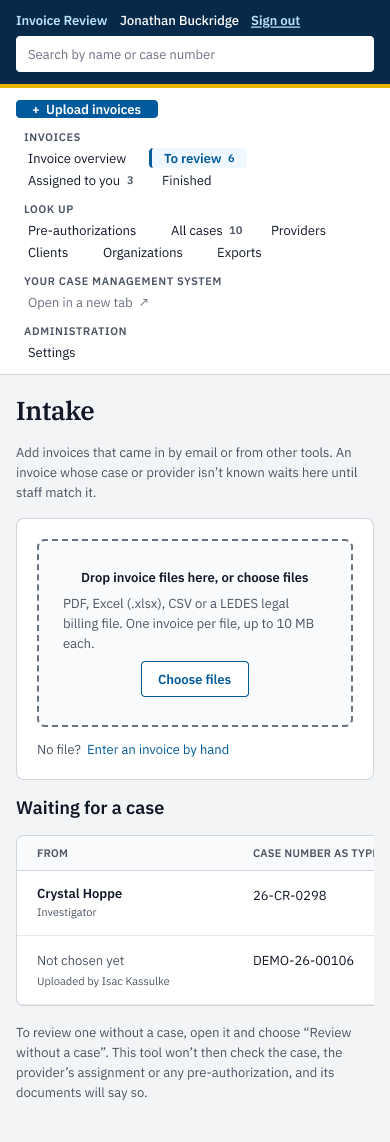 Invoice Review Jonathan Buckridge Sign out
Search by name or case number
+ Upload invoices
INVOICES
Invoice overview To review 6
Assigned to you 3 Finished
LOOK UP
Pre-authorizations All cases 10 Providers
Clients Organizations Exports
YOUR CASE MANAGEMENT SYSTEM
Open in a new tab ↗
ADMINISTRATION
Settings
Intake
Add invoices that came in by email or from other tools. An
invoice whose case or provider isn’t known waits here until
staff match it.
Drop invoice files here, or choose files
PDF, Excel (.xlsx), CSV or a LEDES legal
billing file. One invoice per file, up to 10 MB
each.
Choose files
No file? Enter an invoice by hand
Waiting for a case
FROM CASE NUMBER AS
Crystal Hoppe 26-CR-0298
Investigator
Not chosen yet DEMO-26-00106
Uploaded by Isac Kassulke
To review one without a case, open it and choose “Review
without a case”. This tool won’t then check the case, the
provider’s assignment or any pre-authorization, and its
documents will say so.